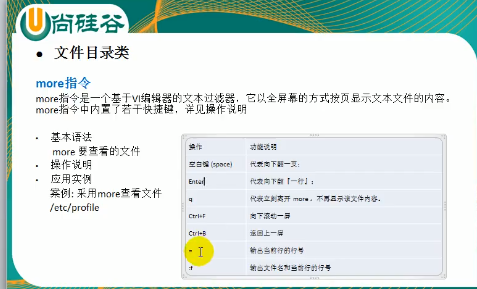 尚硅谷
● 文件目录类
more指令
more指令是一个基于VI编辑器的文本过滤器，它以全屏幕的方式按页显示文本文件的内容。
more指令中内置了若干快捷键，详见操作说明
• 基本语法
more 要查看的文件
• 操作说明
• 应用实例
案例: 采用more查看文件
/etc/profile
操作 功能说明
空白键 (space) 代表向下翻一页；
Enter 代表向下翻『一行』；
q 代表立刻离开 more ，不再显示该文件内容。
Ctrl+F 向下滚动一屏
Ctrl+B 返回上一屏
= 输出当前行的行号
:f 输出文件名和当前行的行号